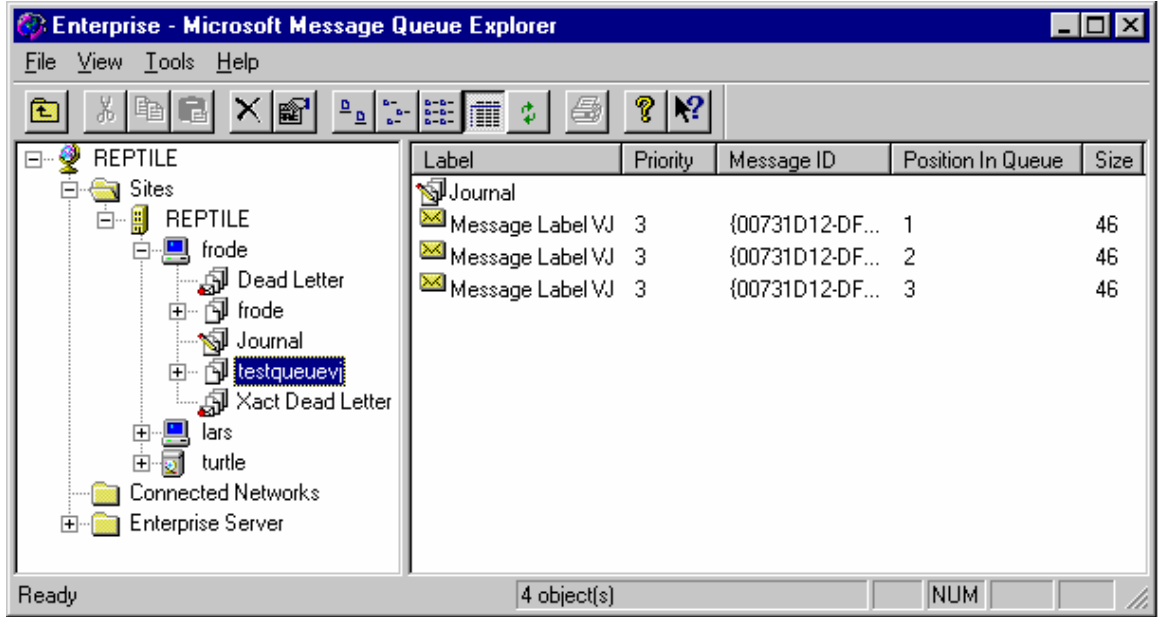 Enterprise - Microsoft Message Queue Explorer
File View Tools Help
REPTILE
Sites
REPTILE
frode
Dead Letter
frode
Journal
testqueuevj
Xact Dead Letter
lars
turtle
Connected Networks
Enterprise Server
Label Priority Message ID Position In Queue Size
Journal
Message Label VJ 3 {00731D12-DF... 1 46
Message Label VJ 3 {00731D12-DF... 2 46
Message Label VJ 3 {00731D12-DF... 3 46
Ready 4 object(s) NUM